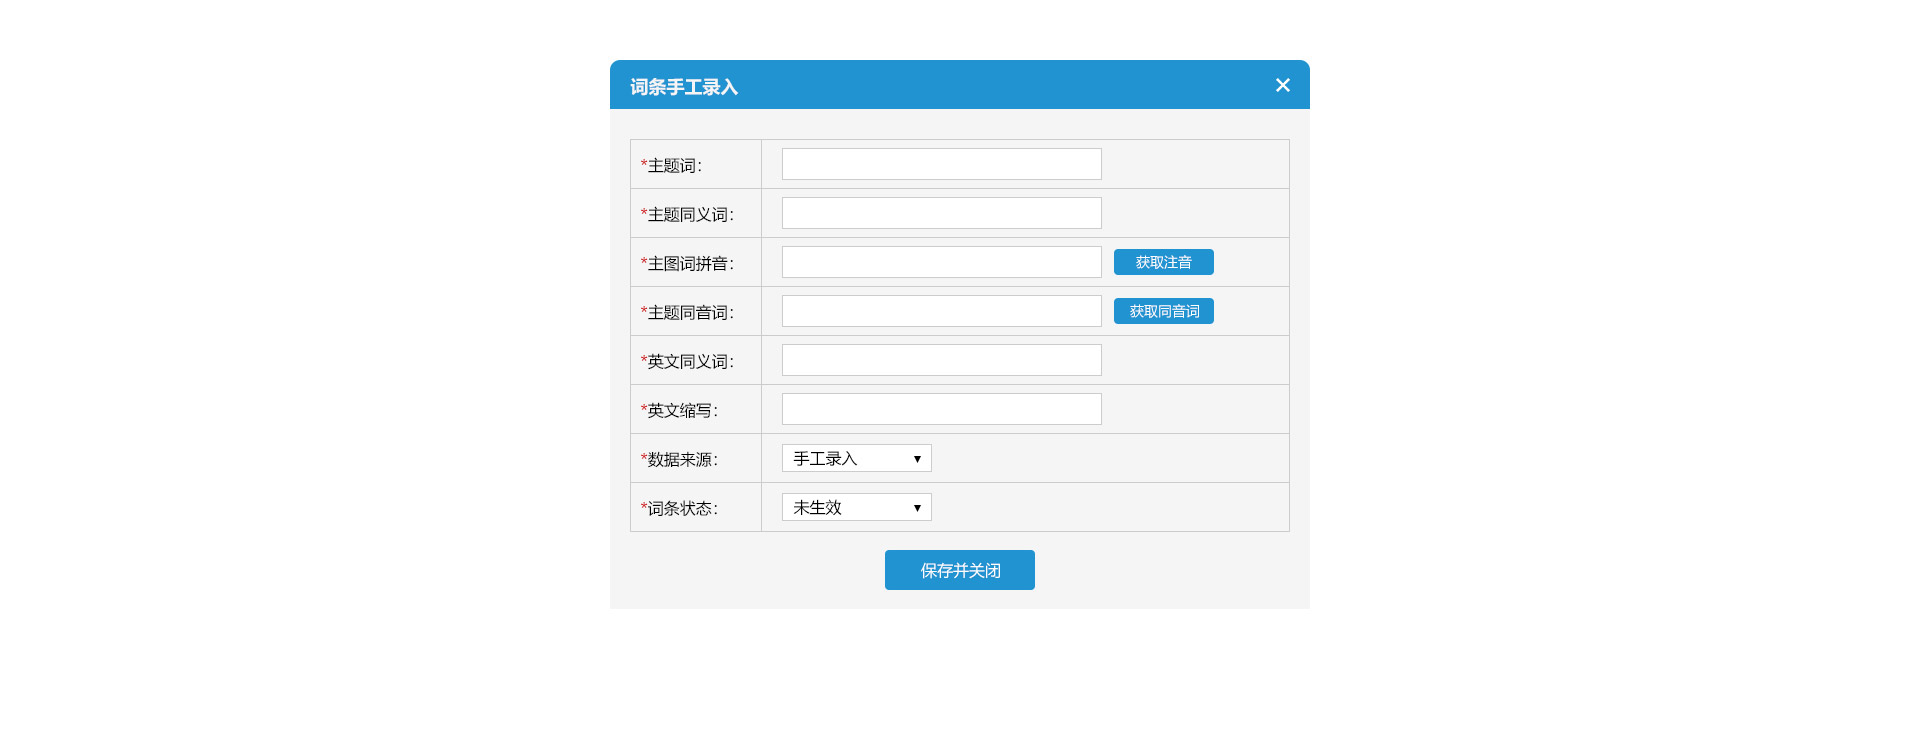 词条手工录入 ✕
*主题词：
*主题同义词：
*主图词拼音： 获取注音
*主题同音词： 获取同音词
*英文同义词：
*英文缩写：
*数据来源： 手工录入 ▼
*词条状态： 未生效 ▼
保存并关闭